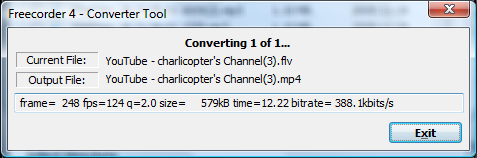 Freecorder 4 - Converter Tool
Converting 1 of 1...
Current File: YouTube - charlicopter's Channel(3).flv
Output File: YouTube - charlicopter's Channel(3).mp4
frame= 248 fps=124 q=2.0 size= 579kB time=12.22 bitrate= 388.1kbits/s
Exit